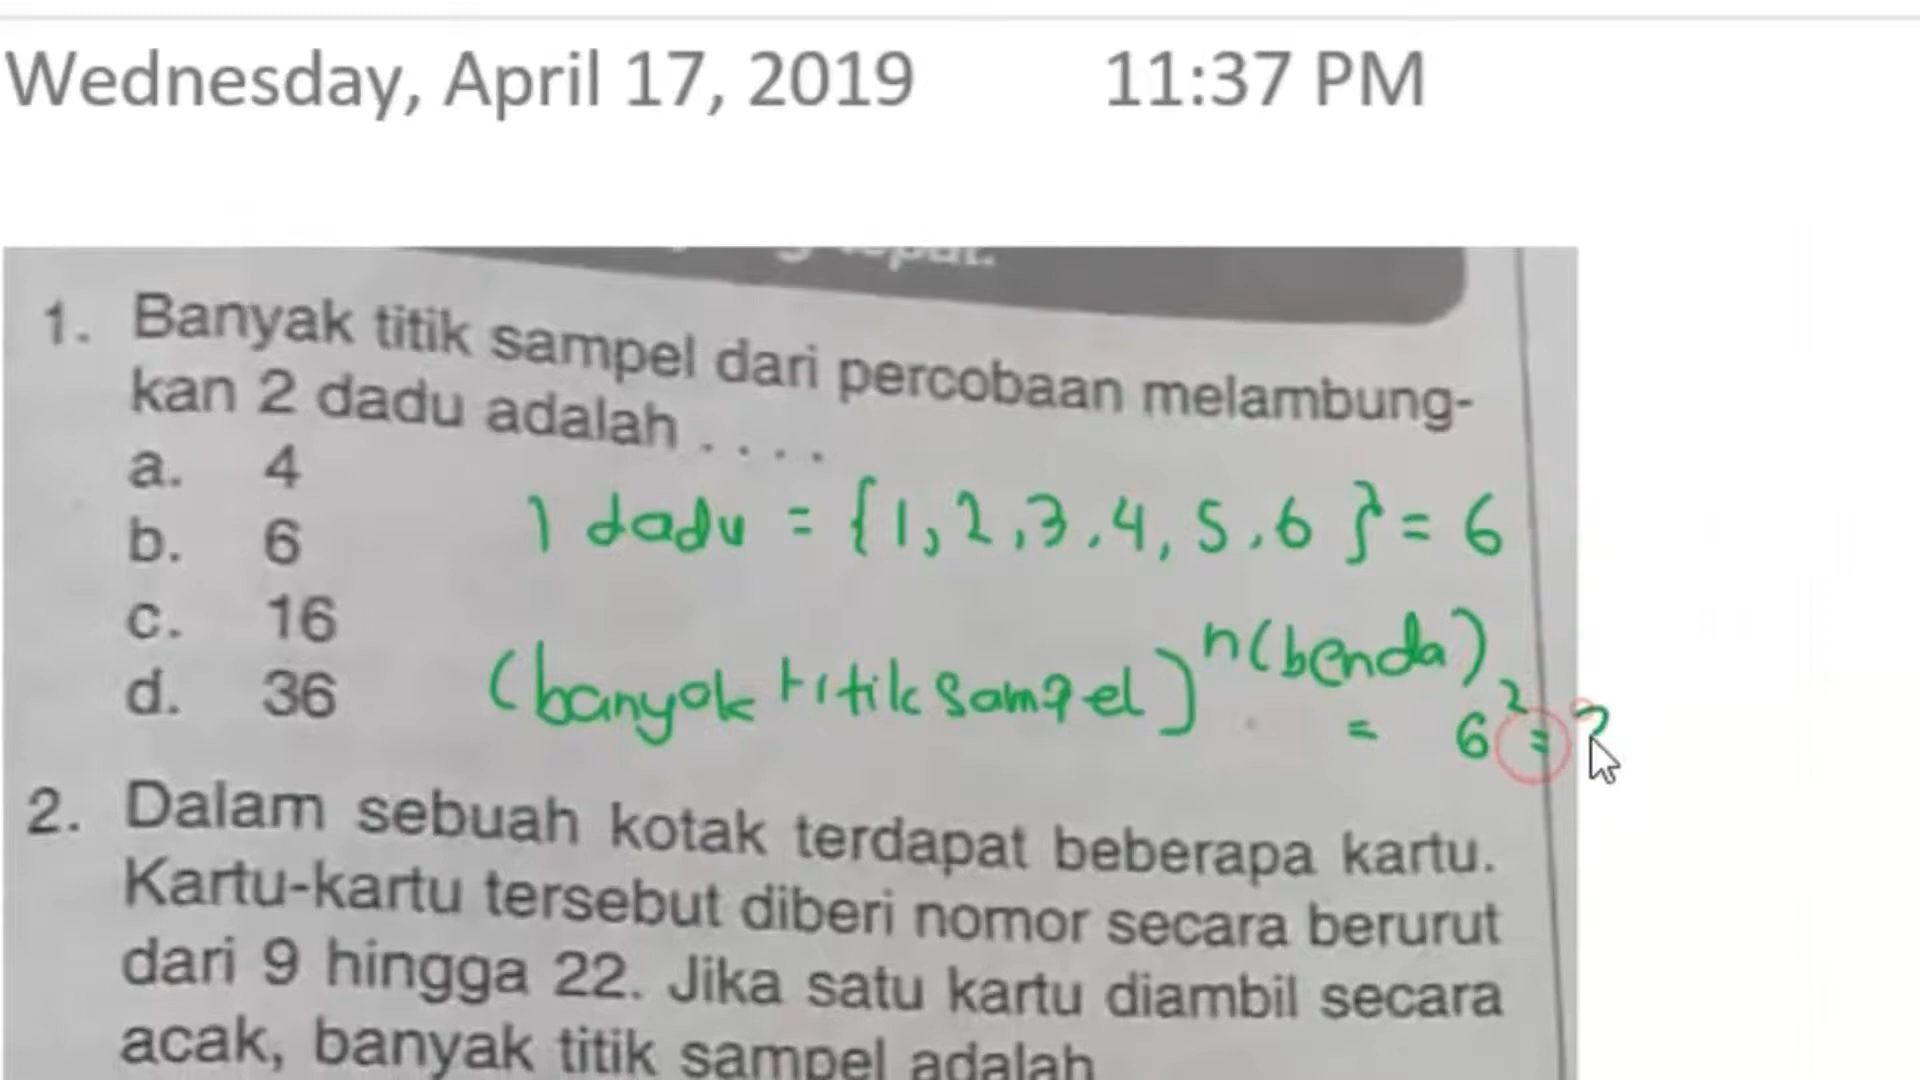 Wednesday, April 17, 2019 11:37 PM
1. Banyak titik sampel dari percobaan melambung-
kan 2 dadu adalah . . . .
a. 4
b. 6
c. 16
d. 36
1 dadu = {1,2,3,4,5,6} = 6
(banyak titik sampel)ⁿ⁽ᵇᵉⁿᵈᵃ⁾
= 6² =
2. Dalam sebuah kotak terdapat beberapa kartu.
Kartu-kartu tersebut diberi nomor secara berurut
dari 9 hingga 22. Jika satu kartu diambil secara
acak, banyak titik sampel adalah